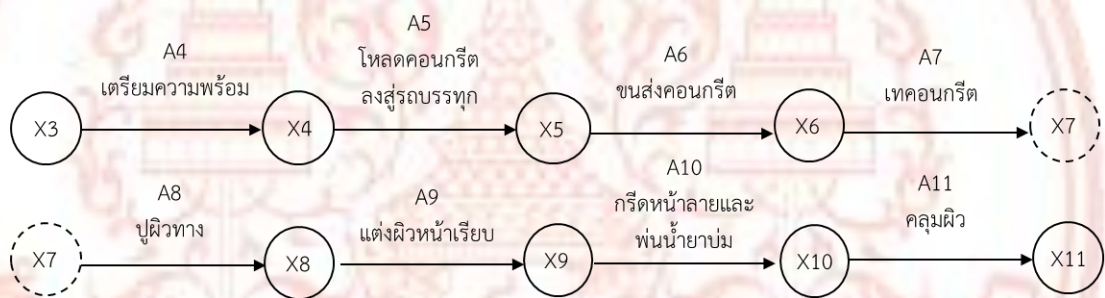 A4
เตรียมความพร้อม
A5
โหลดคอนกรีต
ลงสู่รถบรรทุก
A6
ขนส่งคอนกรีต
A7
เทคอนกรีต
X3
X4
X5
X6
X7
A8
ปูผิวทาง
A9
แต่งผิวหน้าเรียบ
A10
กรีดหน้าลายและ
พ่นน้ำยาบ่ม
A11
คลุมผิว
X7
X8
X9
X10
X11